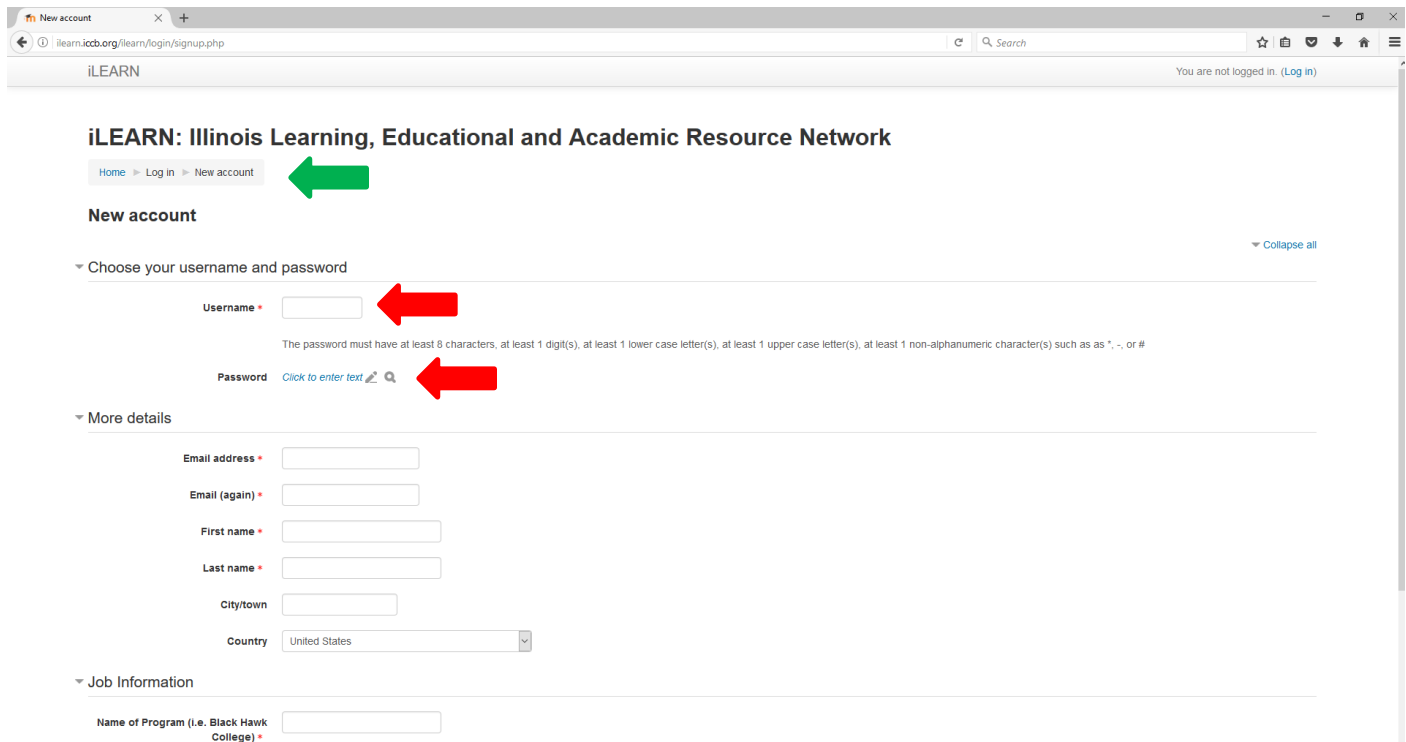 New account
ilearn.iccb.org/ilearn/login/signup.php
Search
iLEARN
You are not logged in. (Log in)
iLEARN: Illinois Learning, Educational and Academic Resource Network
Home Log in New account
New account
Collapse all
Choose your username and password
Username *
The password must have at least 8 characters, at least 1 digit(s), at least 1 lower case letter(s), at least 1 upper case letter(s), at least 1 non-alphanumeric character(s) such as as *, -, or #
Password Click to enter text
More details
Email address *
Email (again) *
First name *
Last name *
City/town
Country United States
Job Information
Name of Program (i.e. Black Hawk
College) *